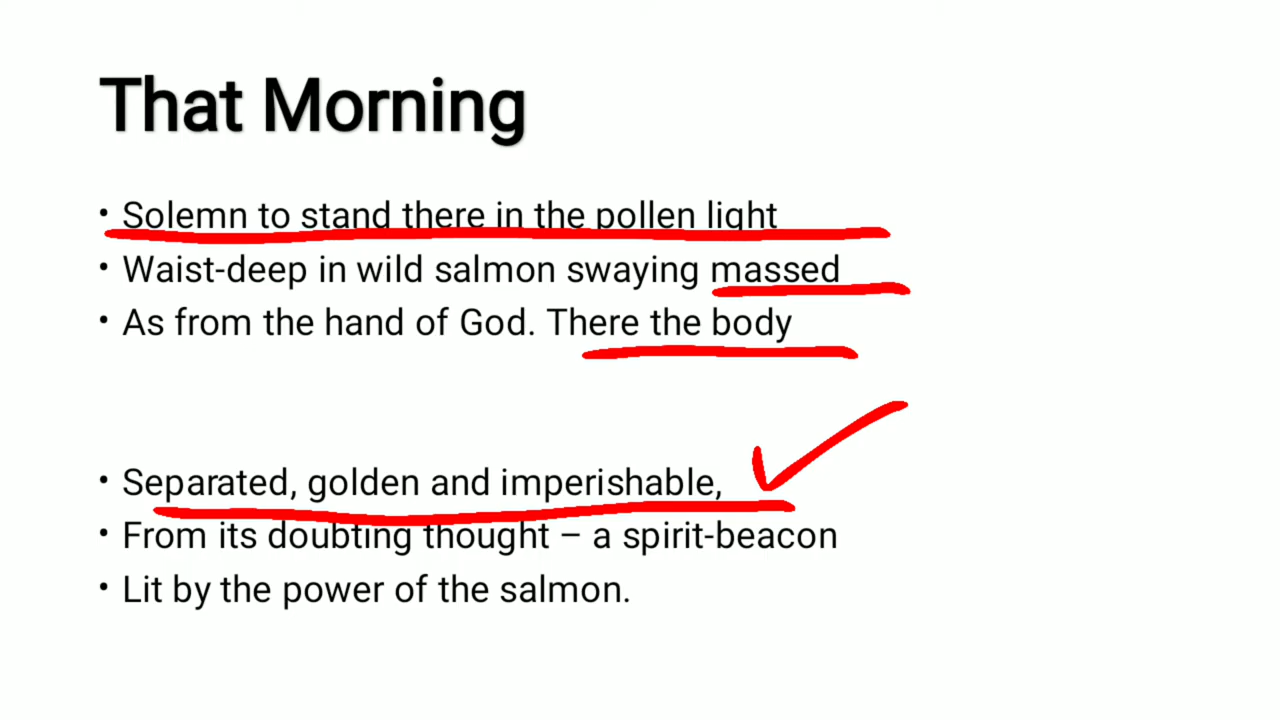 That Morning
• Solemn to stand there in the pollen light
• Waist-deep in wild salmon swaying massed
• As from the hand of God. There the body
• Separated, golden and imperishable,
• From its doubting thought – a spirit-beacon
• Lit by the power of the salmon.